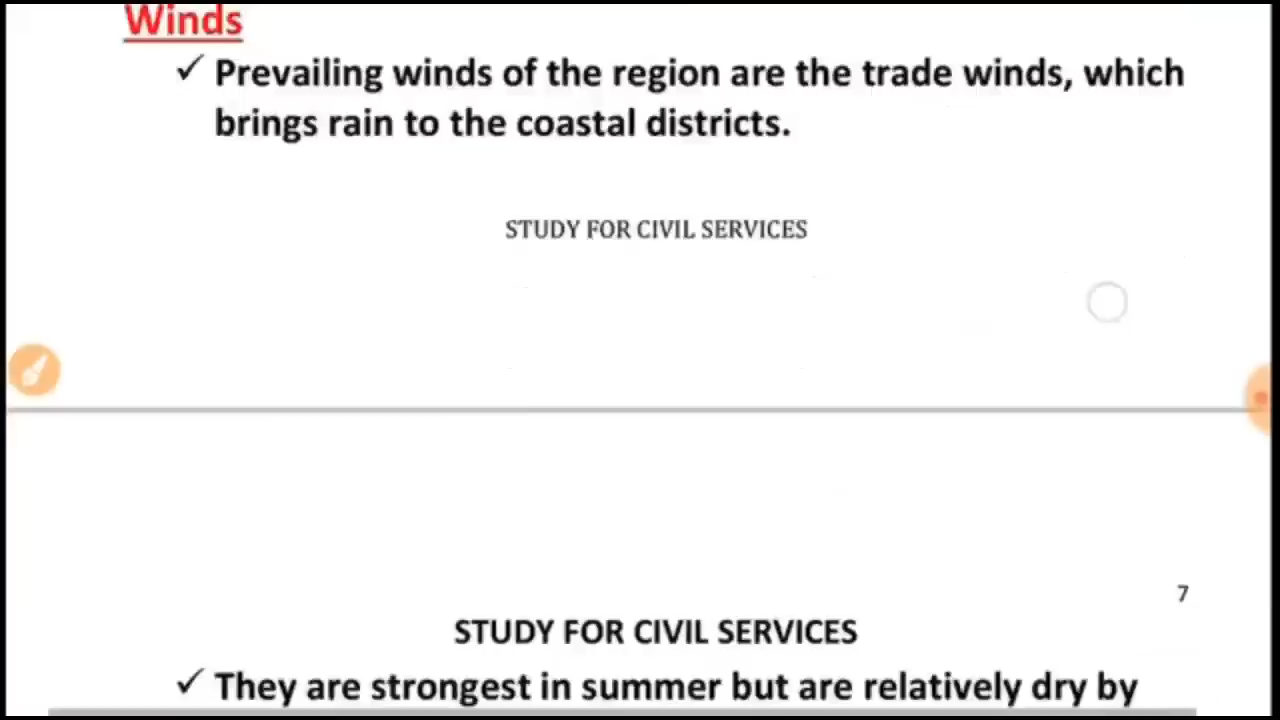 Winds
✓ Prevailing winds of the region are the trade winds, which
brings rain to the coastal districts.
STUDY FOR CIVIL SERVICES
7
STUDY FOR CIVIL SERVICES
✓ They are strongest in summer but are relatively dry by